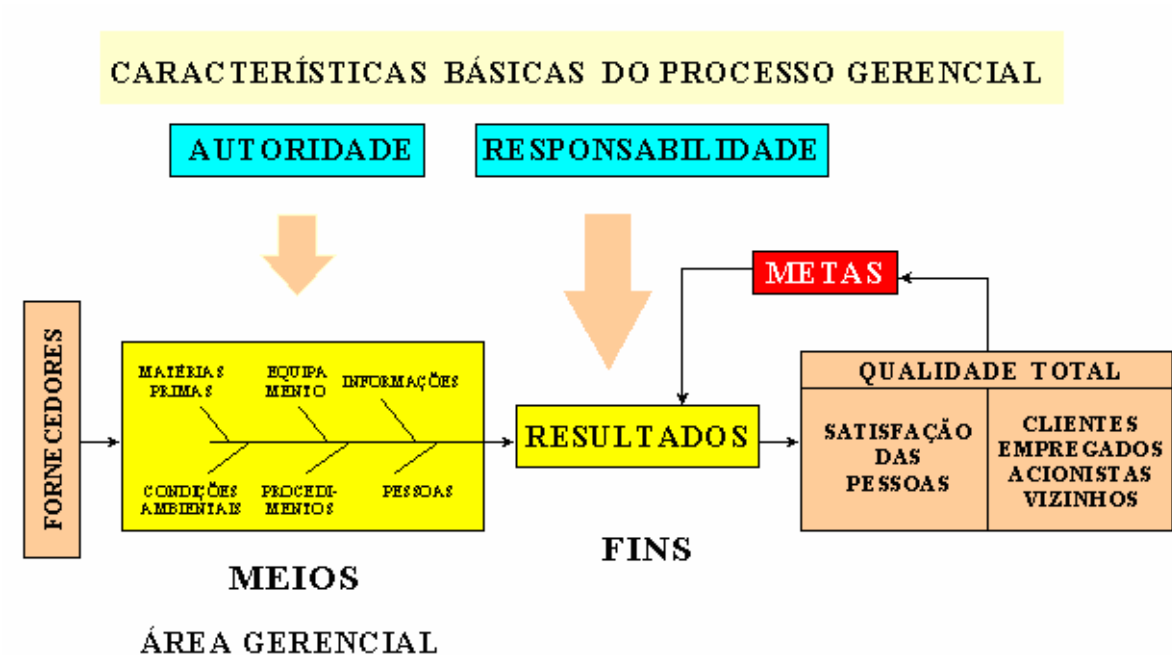 CARACTERÍSTICAS BÁSICAS DO PROCESSO GERENCIAL
AUTORIDADE
RESPONSABILIDADE
METAS
FORNECEDORES
MATÉRIAS
PRIMAS
EQUIPA
MENTO
INFORMAÇÕES
CONDIÇÕES
AMBIENTAIS
PROCEDI-
MENTOS
PESSOAS
RESULTADOS
QUALIDADE TOTAL
SATISFAÇÃO
DAS
PESSOAS
CLIENTES
EMPREGADOS
ACIONISTAS
VIZINHOS
MEIOS
FINS
ÁREA GERENCIAL